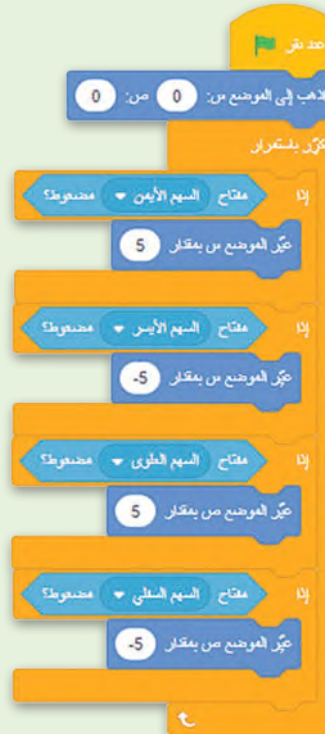 عند نقر
اذهب إلى الموضع س: 0 ص: 0
كرّر باستمرار
إذا مفتاح السهم الأيمن مضغوط؟
غيّر الموضع س بمقدار 5
إذا مفتاح السهم الأيسر مضغوط؟
غيّر الموضع س بمقدار 5-
إذا مفتاح السهم العلوي مضغوط؟
غيّر الموضع ص بمقدار 5
إذا مفتاح السهم السفلي مضغوط؟
غيّر الموضع ص بمقدار 5-